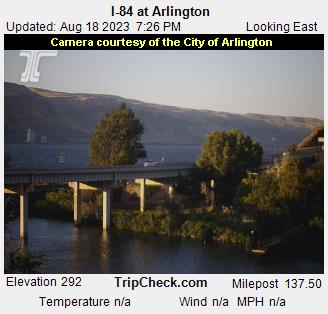 I-84 at Arlington
Updated: Aug 18 2023 7:26 PM Looking East
Camera courtesy of the City of Arlington
Elevation 292 TripCheck.com Milepost 137.50
Temperature n/a Wind n/a MPH n/a